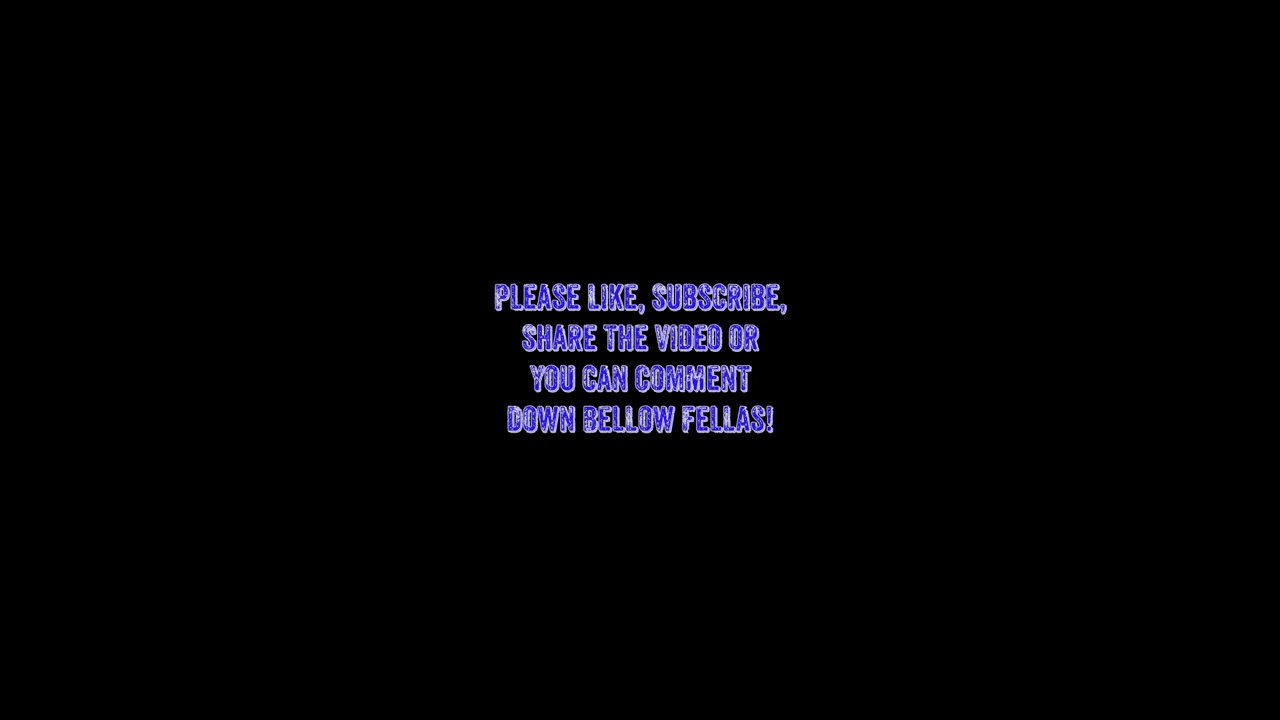 PLEASE LIKE, SUBSCRIBE,
SHARE THE VIDEO OR
YOU CAN COMMENT
DOWN BELLOW FELLAS!